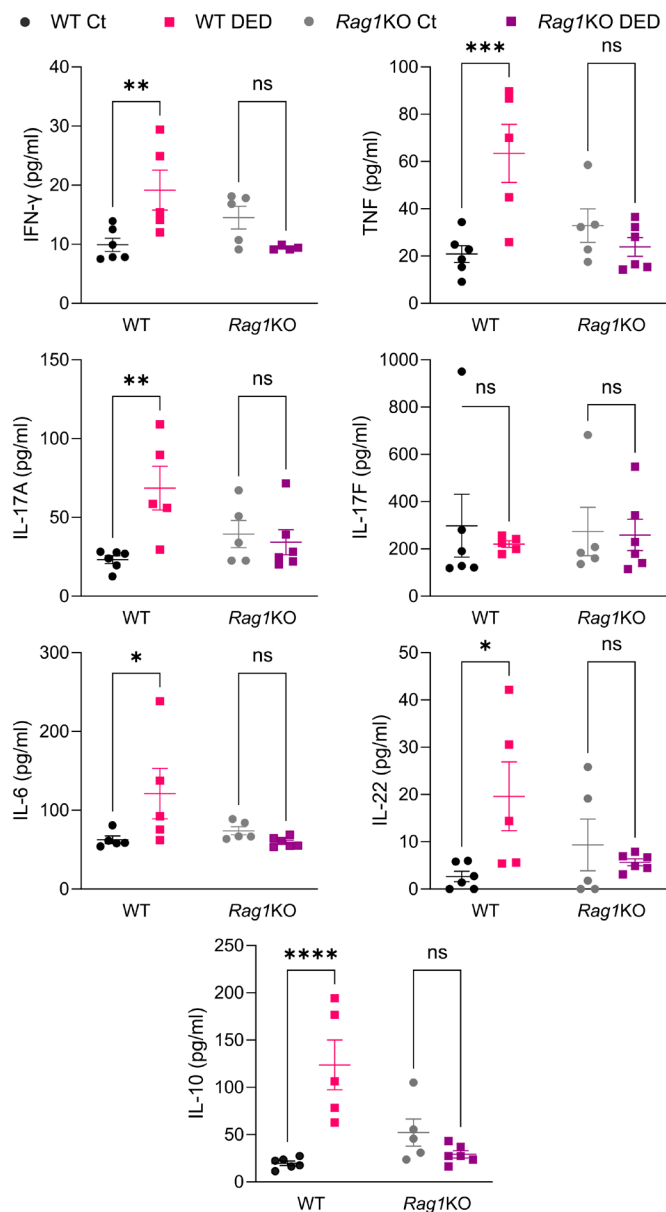 WT Ct WT DED Rag1KO Ct Rag1KO DED
IFN-γ (pg/ml)
40
30
20
10
0
**
ns
WT Rag1KO
TNF (pg/ml)
100
80
60
40
20
0
***
ns
WT Rag1KO
IL-17A (pg/ml)
150
100
50
0
**
ns
WT Rag1KO
IL-17F (pg/ml)
1000
800
600
400
200
0
ns
ns
WT Rag1KO
IL-6 (pg/ml)
300
200
100
0
*
ns
WT Rag1KO
IL-22 (pg/ml)
50
40
30
20
10
0
*
ns
WT Rag1KO
IL-10 (pg/ml)
250
200
150
100
50
0
****
ns
WT Rag1KO